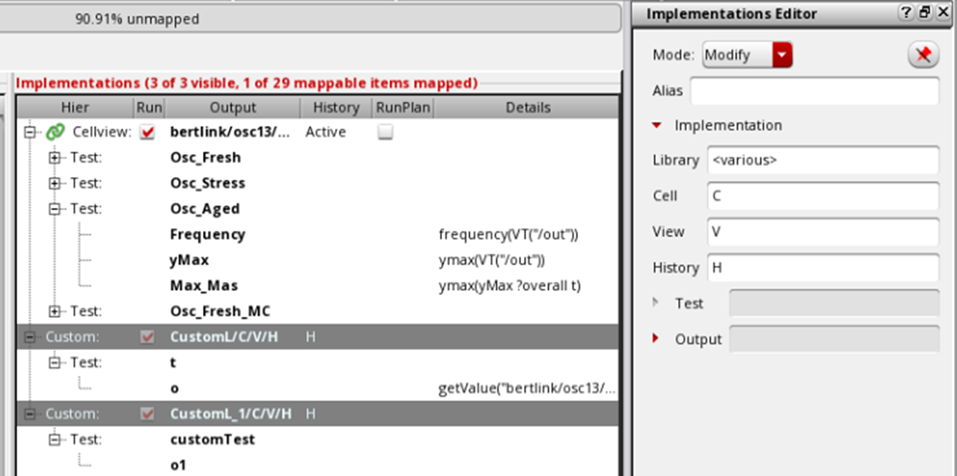 90.91% unmapped
Implementations (3 of 3 visible, 1 of 29 mappable items mapped)
Hier Run Output History RunPlan Details
Cellview: bertlink/osc13/... Active
Test: Osc_Fresh
Test: Osc_Stress
Test: Osc_Aged
Frequency frequency(VT("/out"))
yMax ymax(VT("/out"))
Max_Mas ymax(yMax ?overall t)
Test: Osc_Fresh_MC
Custom: CustomL/C/V/H H
Test: t
o getValue("bertlink/osc13/...
Custom: CustomL_1/C/V/H H
Test: customTest
o1
Implementations Editor
Mode: Modify
Alias
Implementation
Library <various>
Cell C
View V
History H
Test
Output